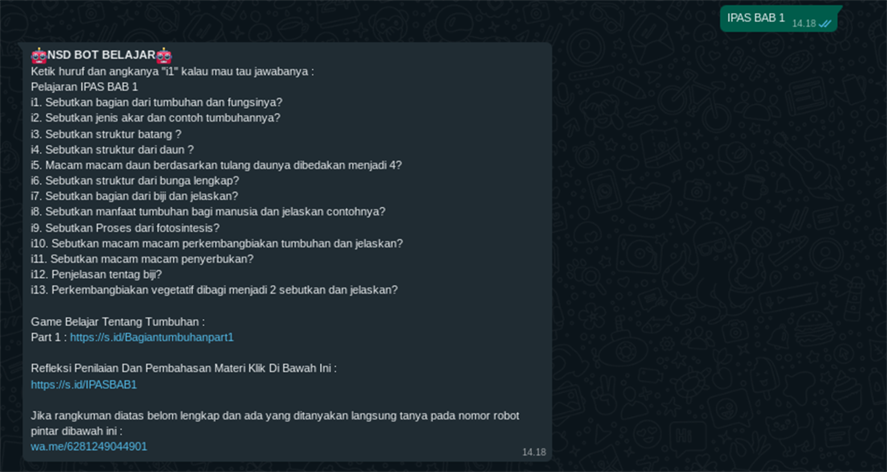 IPAS BAB 1 14.18
🤖NSD BOT BELAJAR🤖
Ketik huruf dan angkanya "i1" kalau mau tau jawabanya :
Pelajaran IPAS BAB 1
i1. Sebutkan bagian dari tumbuhan dan fungsinya?
i2. Sebutkan jenis akar dan contoh tumbuhannya?
i3. Sebutkan struktur batang ?
i4. Sebutkan struktur dari daun ?
i5. Macam macam daun berdasarkan tulang daunya dibedakan menjadi 4?
i6. Sebutkan struktur dari bunga lengkap?
i7. Sebutkan bagian dari biji dan jelaskan?
i8. Sebutkan manfaat tumbuhan bagi manusia dan jelaskan contohnya?
i9. Sebutkan Proses dari fotosintesis?
i10. Sebutkan macam macam perkembangbiakan tumbuhan dan jelaskan?
i11. Sebutkan macam macam penyerbukan?
i12. Penjelasan tentag biji?
i13. Perkembangbiakan vegetatif dibagi menjadi 2 sebutkan dan jelaskan?
Game Belajar Tentang Tumbuhan :
Part 1 : https://s.id/Bagiantumbuhanpart1
Refleksi Penilaian Dan Pembahasan Materi Klik Di Bawah Ini :
https://s.id/IPASBAB1
Jika rangkuman diatas belom lengkap dan ada yang ditanyakan langsung tanya pada nomor robot
pintar dibawah ini :
wa.me/6281249044901
14.18